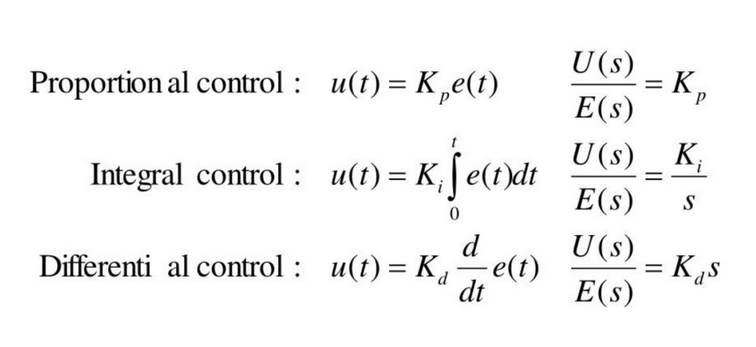 Proportion al control : u(t) = K_p e(t) U(s)/E(s) = K_p
Integral control : u(t) = K_i ∫_0^t e(t)dt U(s)/E(s) = K_i/s
Differenti al control : u(t) = K_d d/dt e(t) U(s)/E(s) = K_d s